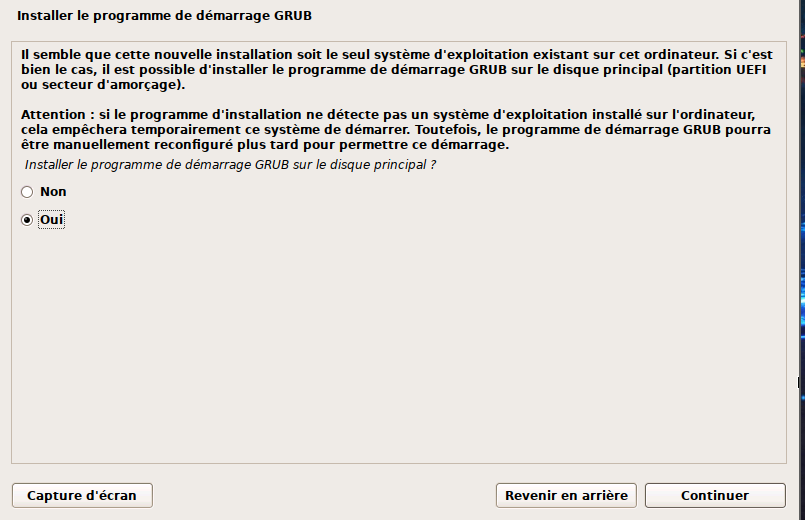 Installer le programme de démarrage GRUB
Il semble que cette nouvelle installation soit le seul système d'exploitation existant sur cet ordinateur. Si c'est
bien le cas, il est possible d'installer le programme de démarrage GRUB sur le disque principal (partition UEFI
ou secteur d'amorçage).
Attention : si le programme d'installation ne détecte pas un système d'exploitation installé sur l'ordinateur,
cela empêchera temporairement ce système de démarrer. Toutefois, le programme de démarrage GRUB pourra
être manuellement reconfiguré plus tard pour permettre ce démarrage.
Installer le programme de démarrage GRUB sur le disque principal ?
Non
Oui
Capture d'écran
Revenir en arrière
Continuer